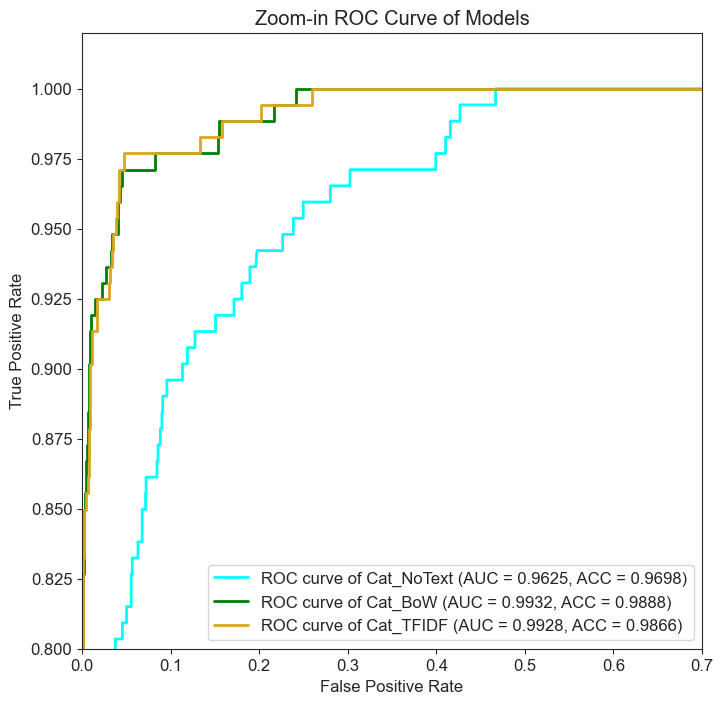 Zoom-in ROC Curve of Models
True Positive Rate
1.000
0.975
0.950
0.925
0.900
0.875
0.850
0.825
0.800
ROC curve of Cat_NoText (AUC = 0.9625, ACC = 0.9698)
ROC curve of Cat_BoW (AUC = 0.9932, ACC = 0.9888)
ROC curve of Cat_TFIDF (AUC = 0.9928, ACC = 0.9866)
0.0 0.1 0.2 0.3 0.4 0.5 0.6 0.7
False Positive Rate